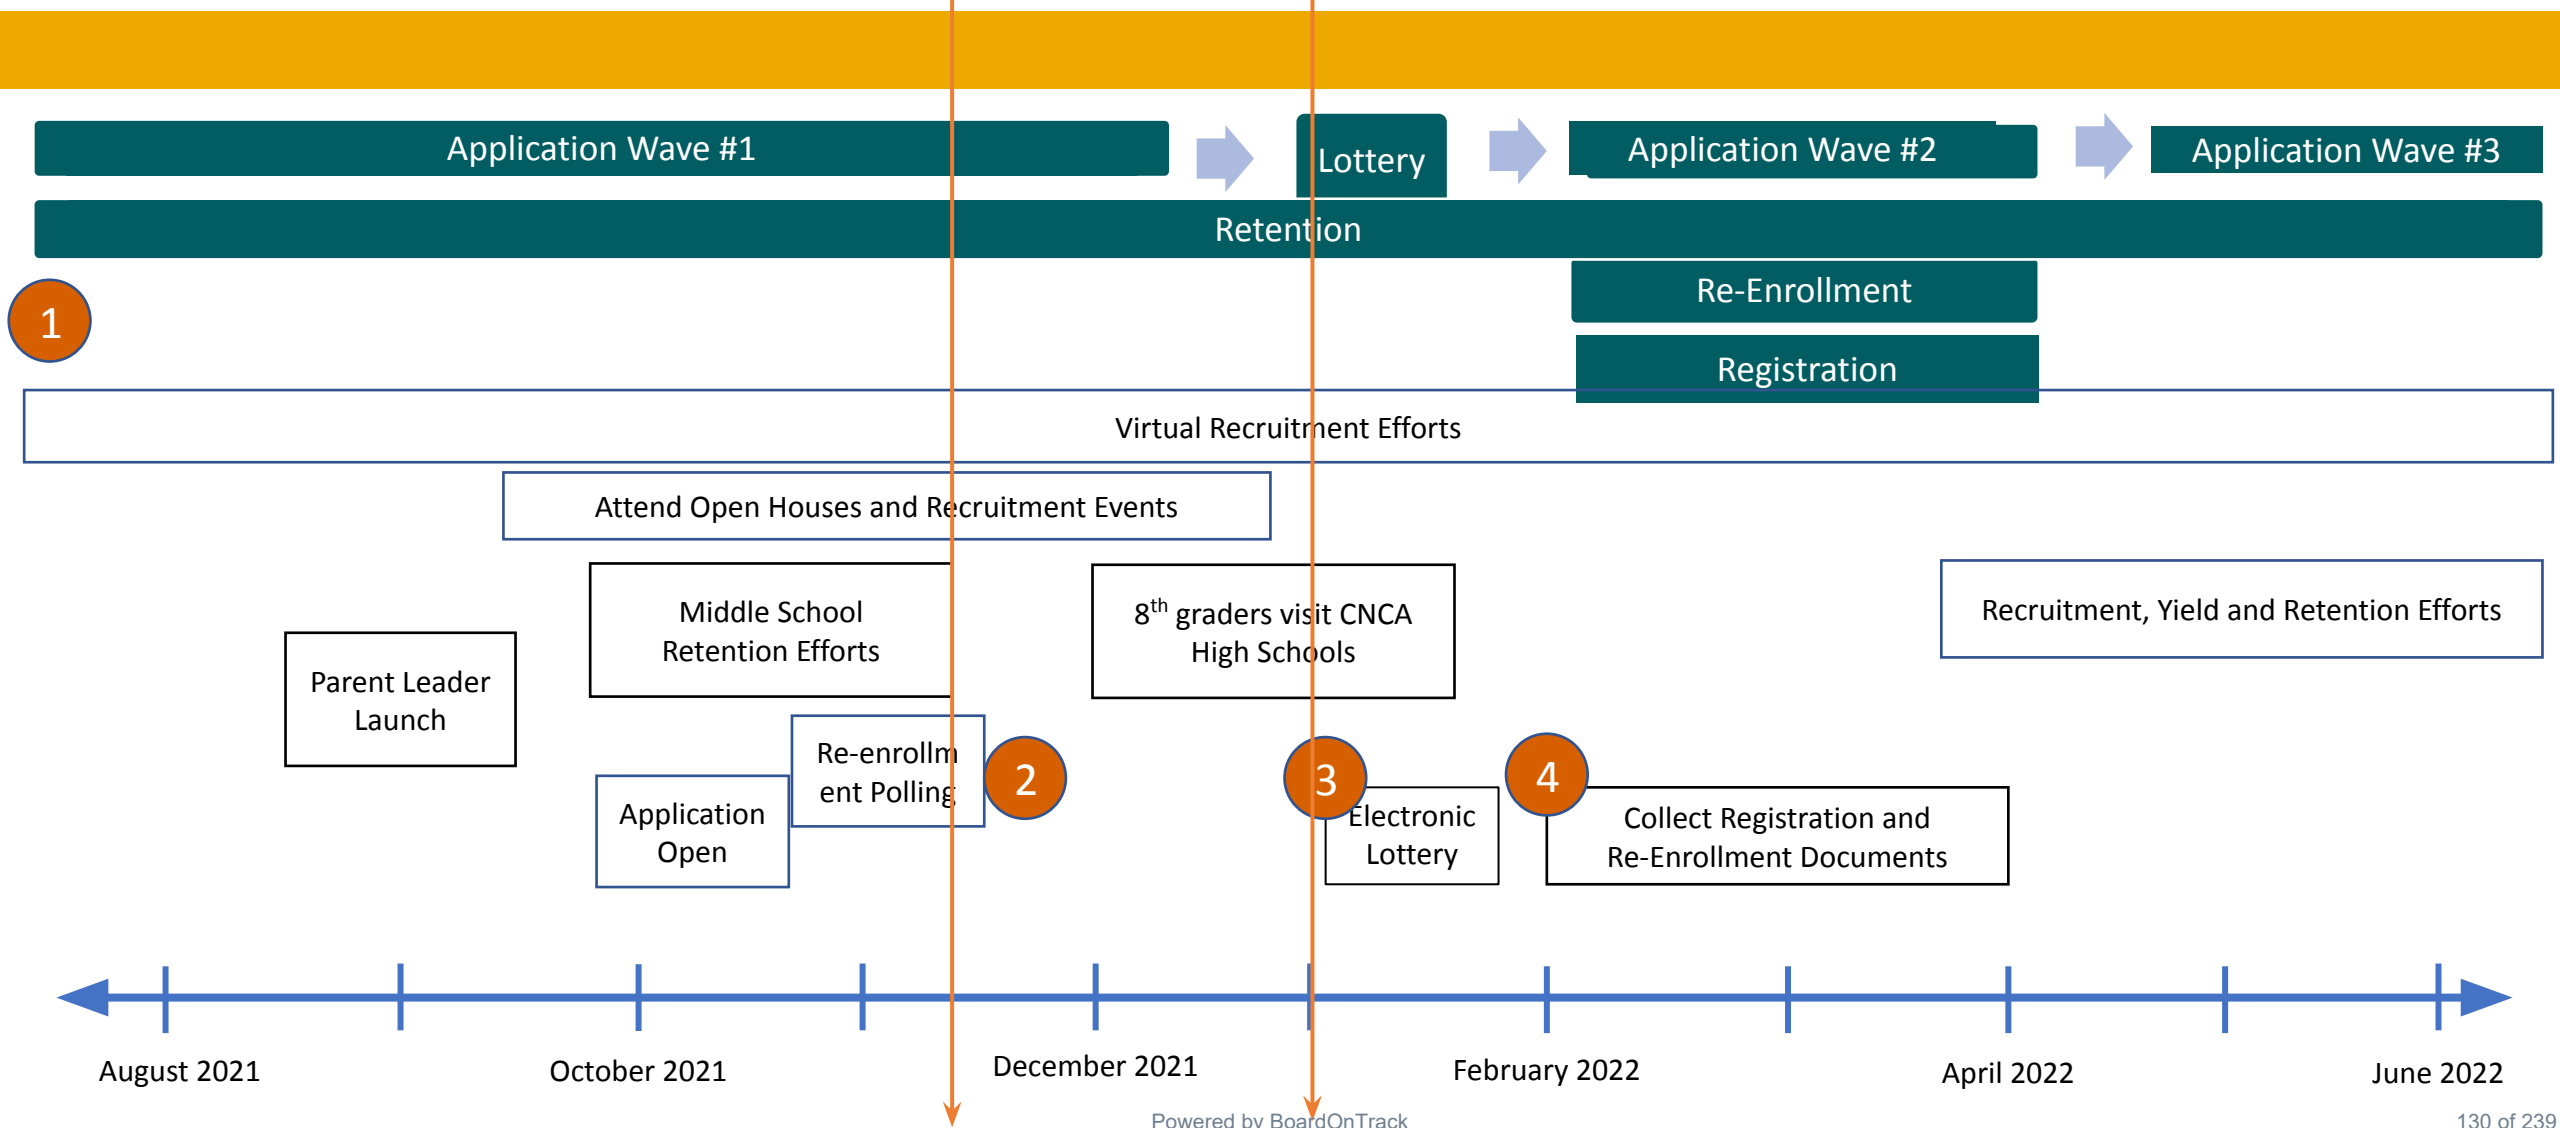 Application Wave #1
Lottery
Application Wave #2
Application Wave #3
Retention
Re-Enrollment
1
Registration
Virtual Recruitment Efforts
Attend Open Houses and Recruitment Events
Middle School
Retention Efforts
8th graders visit CNCA
High Schools
Recruitment, Yield and Retention Efforts
Parent Leader
Launch
Re-enrollm
ent Polling
2
3
4
Application
Open
Electronic
Lottery
Collect Registration and
Re-Enrollment Documents
August 2021
October 2021
December 2021
February 2022
April 2022
June 2022
Powered by BoardOnTrack
130 of 239